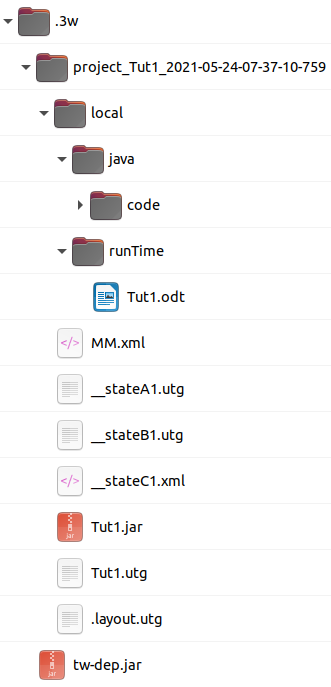 .3w
project_Tut1_2021-05-24-07-37-10-759
local
java
code
runTime
Tut1.odt
</> MM.xml
__stateA1.utg
__stateB1.utg
</> __stateC1.xml
jar Tut1.jar
Tut1.utg
.layout.utg
jar tw-dep.jar